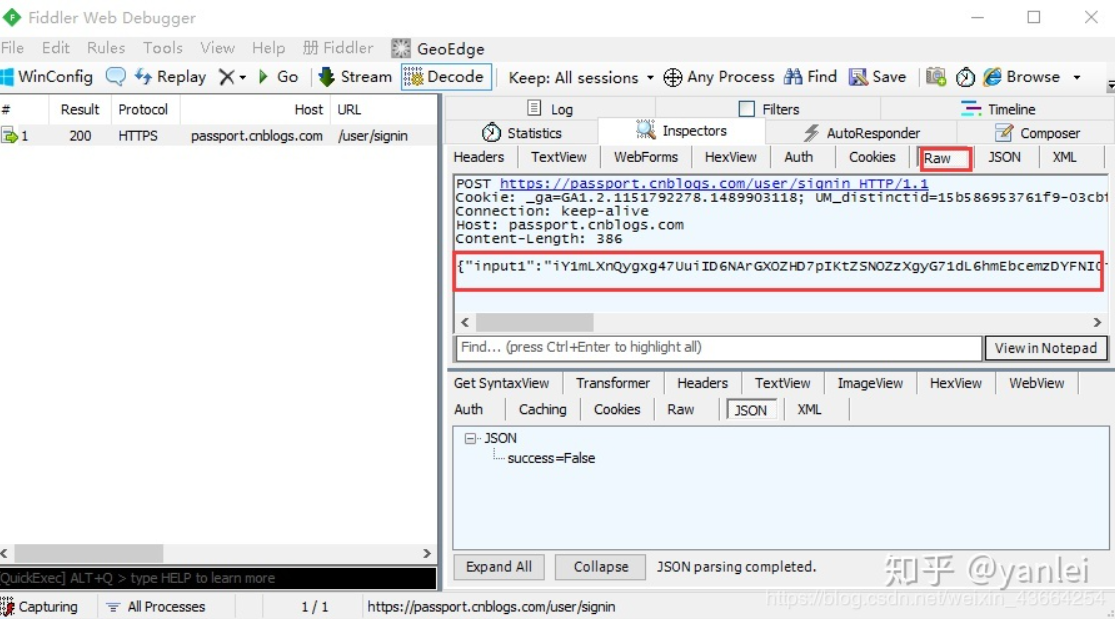 Fiddler Web Debugger
File Edit Rules Tools View Help 册 Fiddler GeoEdge
WinConfig Replay Go Stream Decode Keep: All sessions Any Process Find Save Browse
# Result Protocol Host URL
1 200 HTTPS passport.cnblogs.com /user/signin
Log Filters Timeline
Statistics Inspectors AutoResponder Composer
Headers TextView WebForms HexView Auth Cookies Raw JSON XML
POST https://passport.cnblogs.com/user/signin HTTP/1.1
Cookie: _ga=GA1.2.1151792278.1489903118; UM_distinctid=15b586953761f9-03cbf
Connection: keep-alive
Host: passport.cnblogs.com
Content-Length: 386
{"input1":"iY1mLXnQygxg47UuiID6NArGXOZHD7pIKtZSNOZzXgyG71dL6hmEbcemzDYFNIO
Find... (press Ctrl+Enter to highlight all) View in Notepad
Get SyntaxView Transformer Headers TextView ImageView HexView WebView
Auth Caching Cookies Raw JSON XML
JSON
success=False
Expand All Collapse JSON parsing completed.
[QuickExec] ALT+Q > type HELP to learn more
Capturing All Processes 1 / 1 https://passport.cnblogs.com/user/signin
知乎 @yanlei
https://blog.csdn.net/weixin_43664254